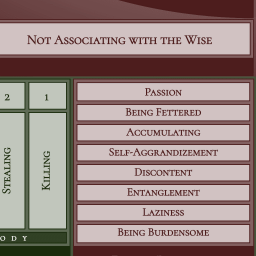 Not Associating with the Wise
2
1
Stealing
Killing
ODY
Passion
Being Fettered
Accumulating
Self-Aggrandizement
Discontent
Entanglement
Laziness
Being Burdensome